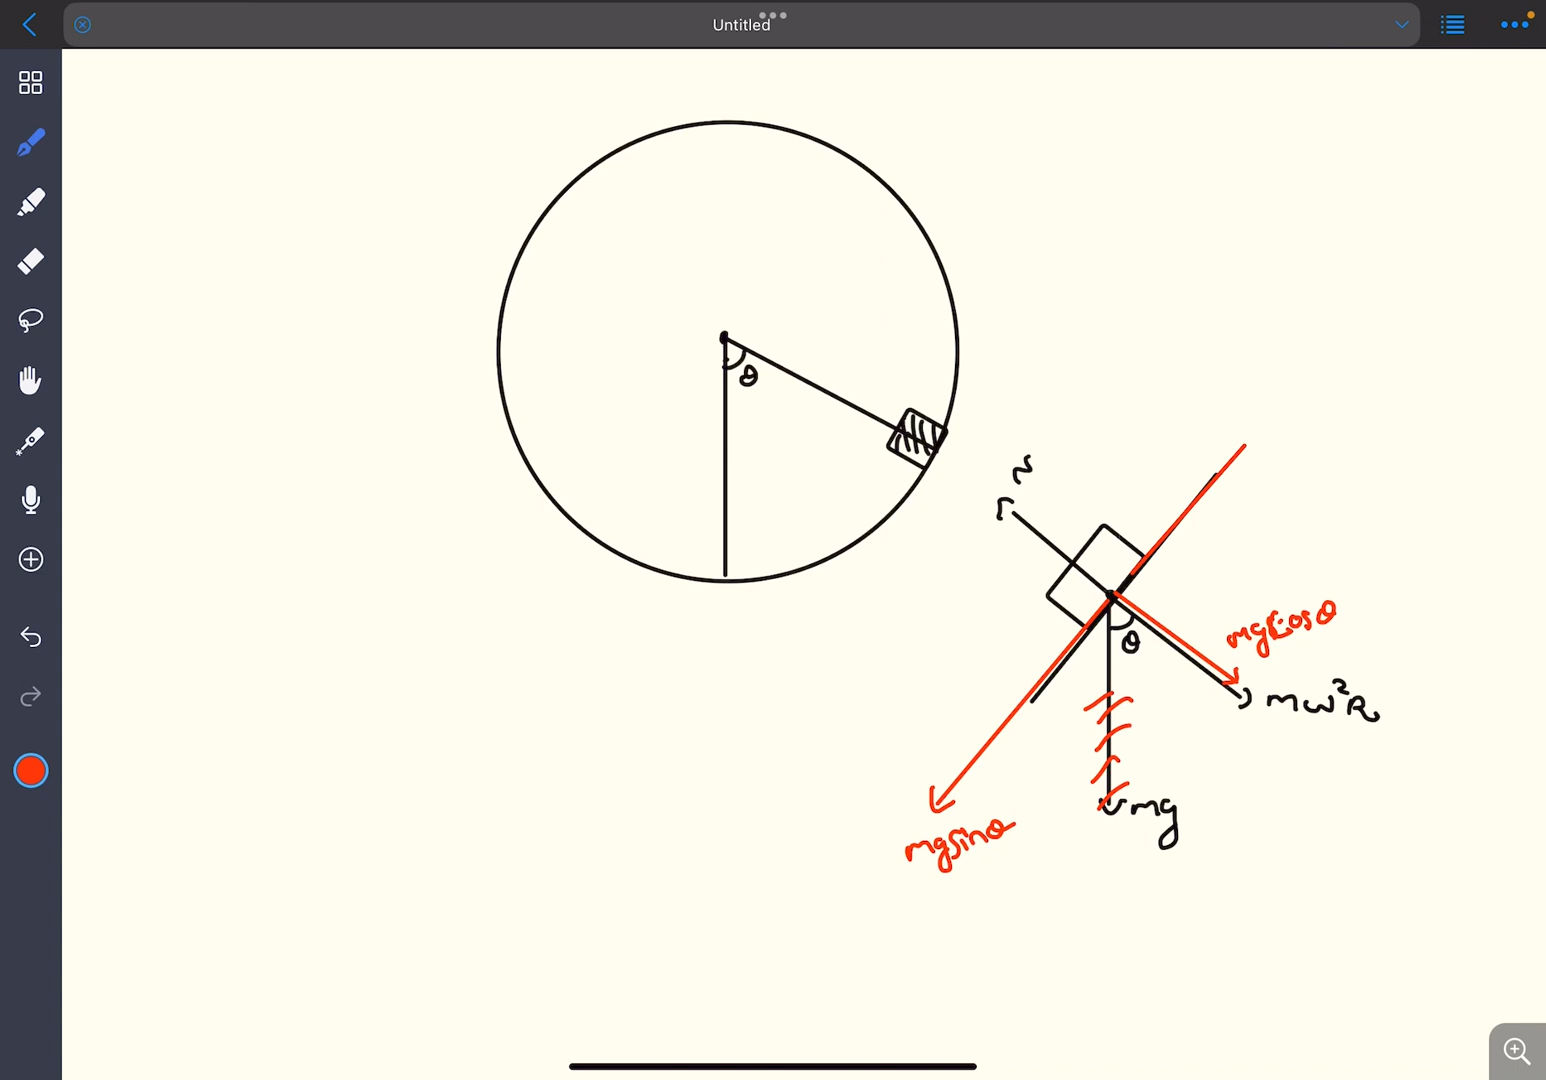 Untitled
θ
N
mgcosθ
θ
mω²R
mg
mgsinθ